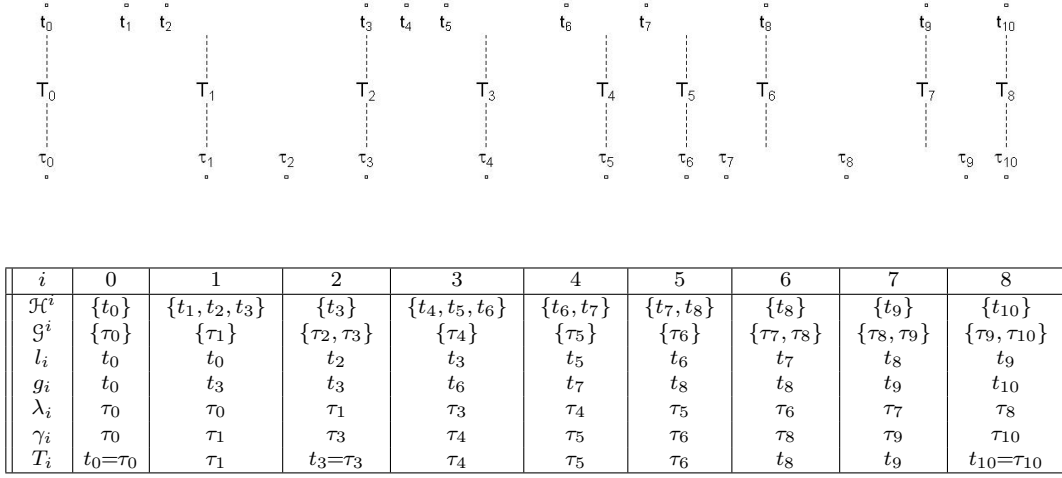 t₀ t₁ t₂ t₃ t₄ t₅ t₆ t₇ t₈ t₉ t₁₀
T₀ T₁ T₂ T₃ T₄ T₅ T₆ T₇ T₈
τ₀ τ₁ τ₂ τ₃ τ₄ τ₅ τ₆ τ₇ τ₈ τ₉ τ₁₀
i 0 1 2 3 4 5 6 7 8
ℋⁱ {t₀} {t₁, t₂, t₃} {t₃} {t₄, t₅, t₆} {t₆, t₇} {t₇, t₈} {t₈} {t₉} {t₁₀}
𝒢ⁱ {τ₀} {τ₁} {τ₂, τ₃} {τ₄} {τ₅} {τ₆} {τ₇, τ₈} {τ₈, τ₉} {τ₉, τ₁₀}
lᵢ t₀ t₀ t₂ t₃ t₅ t₆ t₇ t₈ t₉
gᵢ t₀ t₃ t₃ t₆ t₇ t₈ t₈ t₉ t₁₀
λᵢ τ₀ τ₀ τ₁ τ₃ τ₄ τ₅ τ₆ τ₇ τ₈
γᵢ τ₀ τ₁ τ₃ τ₄ τ₅ τ₆ τ₈ τ₉ τ₁₀
Tᵢ t₀=τ₀ τ₁ t₃=τ₃ τ₄ τ₅ τ₆ t₈ t₉ t₁₀=τ₁₀